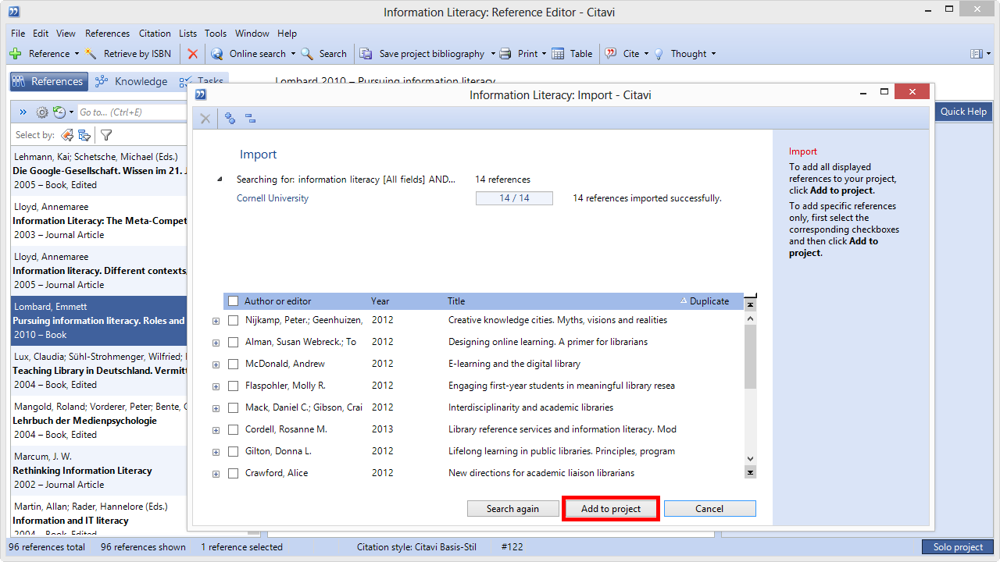 Information Literacy: Reference Editor - Citavi
File Edit View References Citation Lists Tools Window Help
Reference Retrieve by ISBN Online search Search Save project bibliography Print Table Cite Thought
References Knowledge Tasks
Lombard 2010 – Pursuing information literacy
Go to... (Ctrl+E)
Select by:
Lehmann, Kai; Schetsche, Michael (Eds.)
Die Google-Gesellschaft. Wissen im 21.
2005 – Book, Edited
Lloyd, Annemaree
Information Literacy: The Meta-Compet
2003 – Journal Article
Lloyd, Annemaree
Information literacy. Different contexts,
2005 – Journal Article
Lombard, Emmett
Pursuing information literacy. Roles and
2010 – Book
Lux, Claudia; Sühl-Strohmenger, Wilfried;
Teaching Library in Deutschland. Vermitt
2004 – Book, Edited
Mangold, Roland; Vorderer, Peter; Bente,
Lehrbuch der Medienpsychologie
2004 – Book, Edited
Marcum, J. W.
Rethinking Information Literacy
2002 – Journal Article
Martin, Allan; Rader, Hannelore (Eds.)
Information and IT literacy
2004 – Book, Edited
Information Literacy: Import - Citavi
Import
Searching for: information literacy [All fields] AND... 14 references
Cornell University 14 / 14 14 references imported successfully.
Author or editor Year Title Duplicate
Nijkamp, Peter.; Geenhuizen, 2012 Creative knowledge cities. Myths, visions and realities
Alman, Susan Webreck.; To 2012 Designing online learning. A primer for librarians
McDonald, Andrew 2012 E-learning and the digital library
Flaspohler, Molly R. 2012 Engaging first-year students in meaningful library resea
Mack, Daniel C.; Gibson, Crai 2012 Interdisciplinarity and academic libraries
Cordell, Rosanne M. 2013 Library reference services and information literacy. Mod
Gilton, Donna L. 2012 Lifelong learning in public libraries. Principles, program
Crawford, Alice 2012 New directions for academic liaison librarians
Search again Add to project Cancel
Quick Help
Import
To add all displayed
references to your project,
click Add to project.
To add specific references
only, first select the
corresponding checkboxes
and then click Add to
project.
96 references total 96 references shown 1 reference selected Citation style: Citavi Basis-Stil #122 Solo project